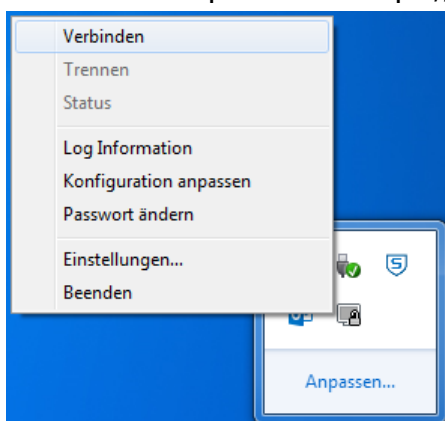 Verbinden
Trennen
Status
Log Information
Konfiguration anpassen
Passwort ändern
Einstellungen...
Beenden
Anpassen...